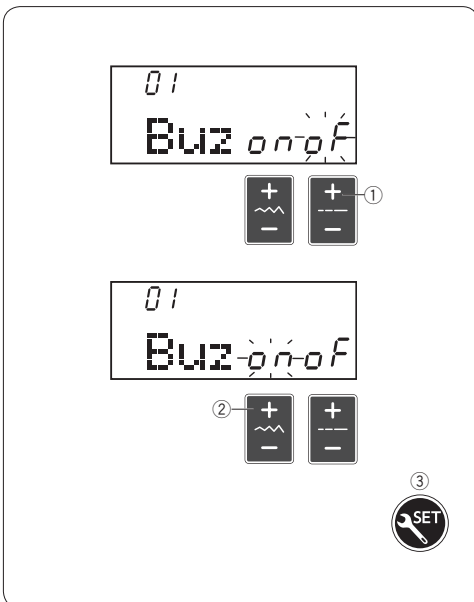 01
Buz on oF
+ + ①
− −
01
Buz on oF
② + +
− −
③
SET